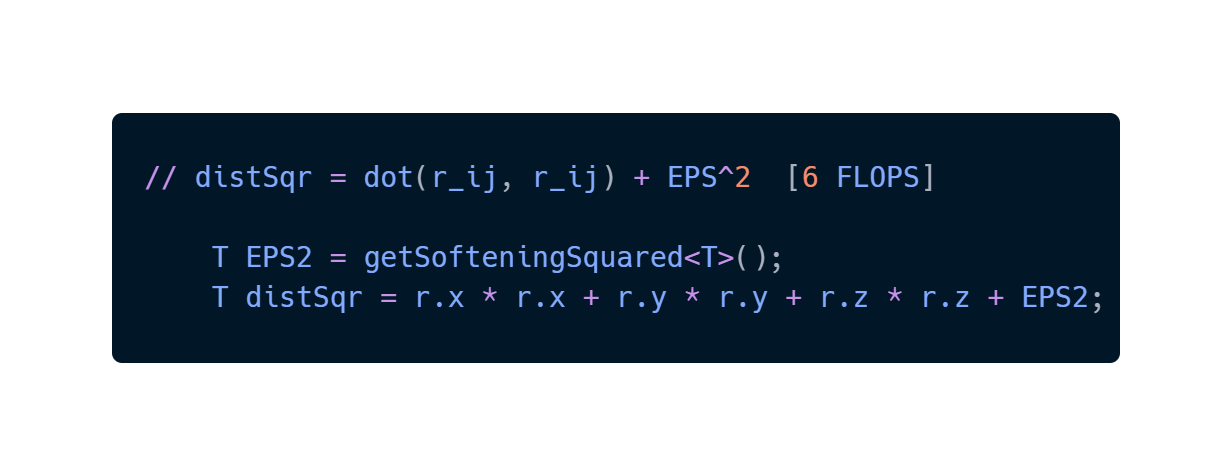 // distSqr = dot(r_ij, r_ij) + EPS^2  [6 FLOPS]
    T EPS2 = getSofteningSquared<T>();
    T distSqr = r.x * r.x + r.y * r.y + r.z * r.z + EPS2;